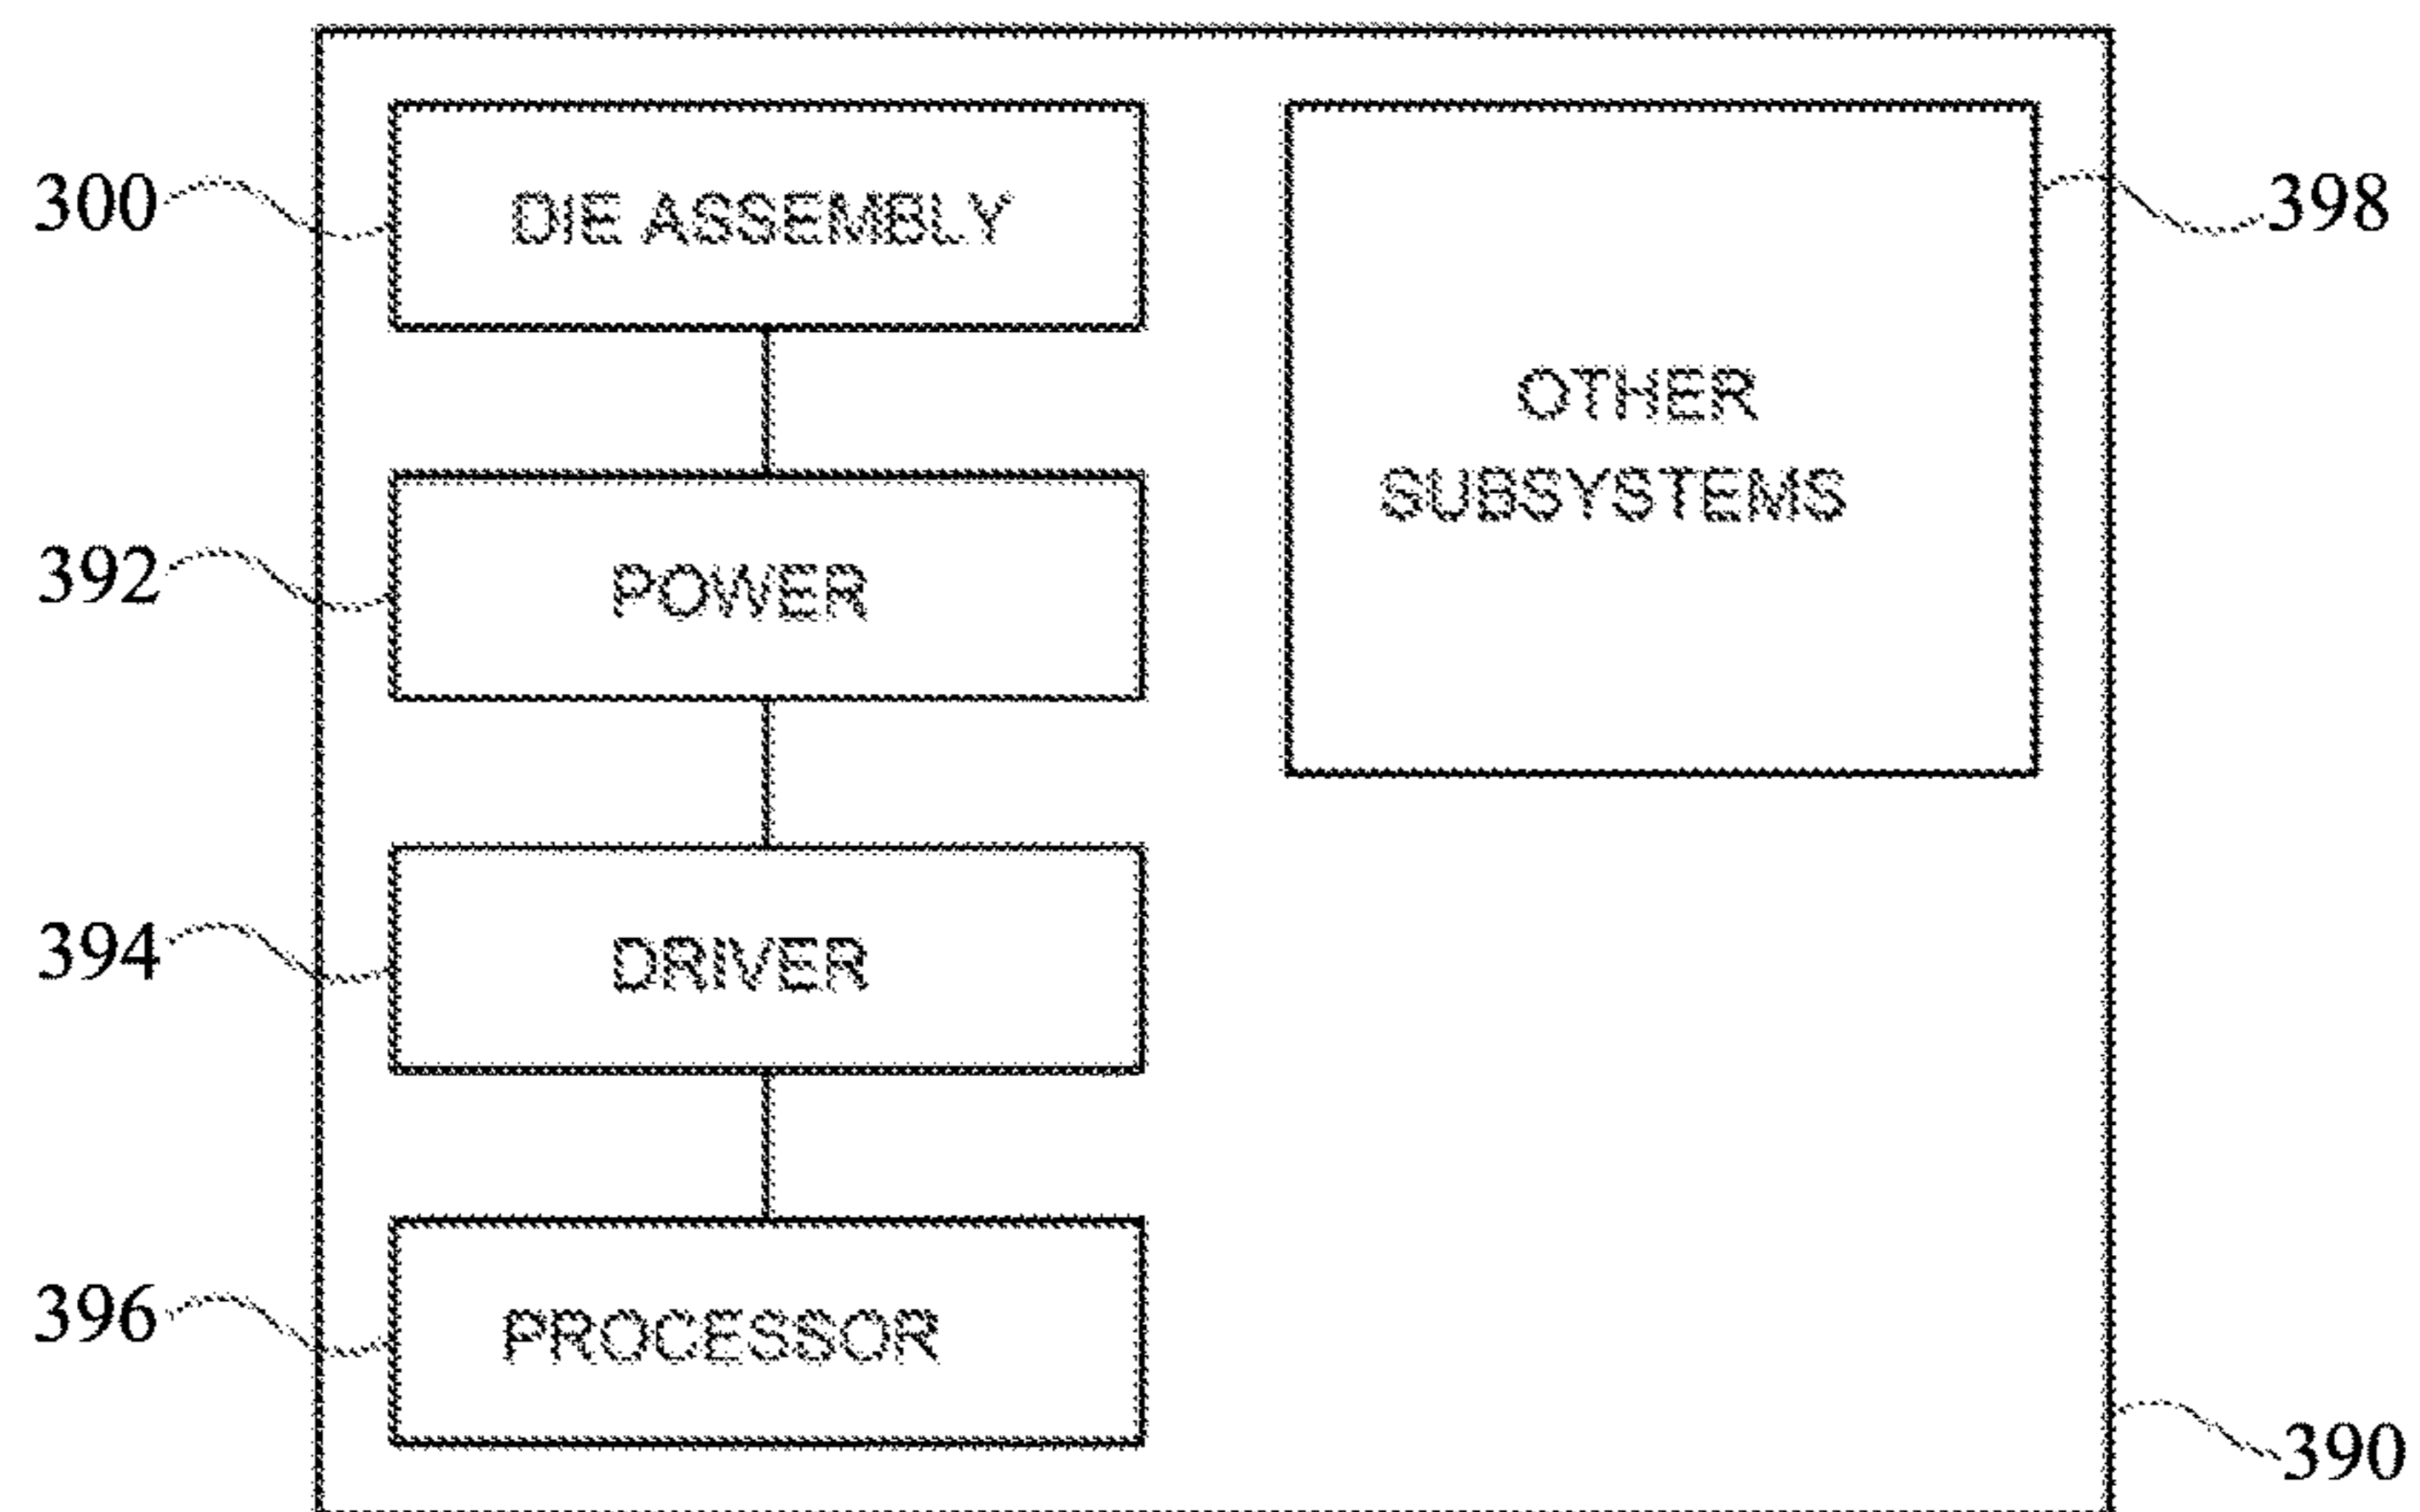 300
DIE ASSEMBLY
398
OTHER
SUBSYSTEMS
392
POWER
394
DRIVER
396
PROCESSOR
390